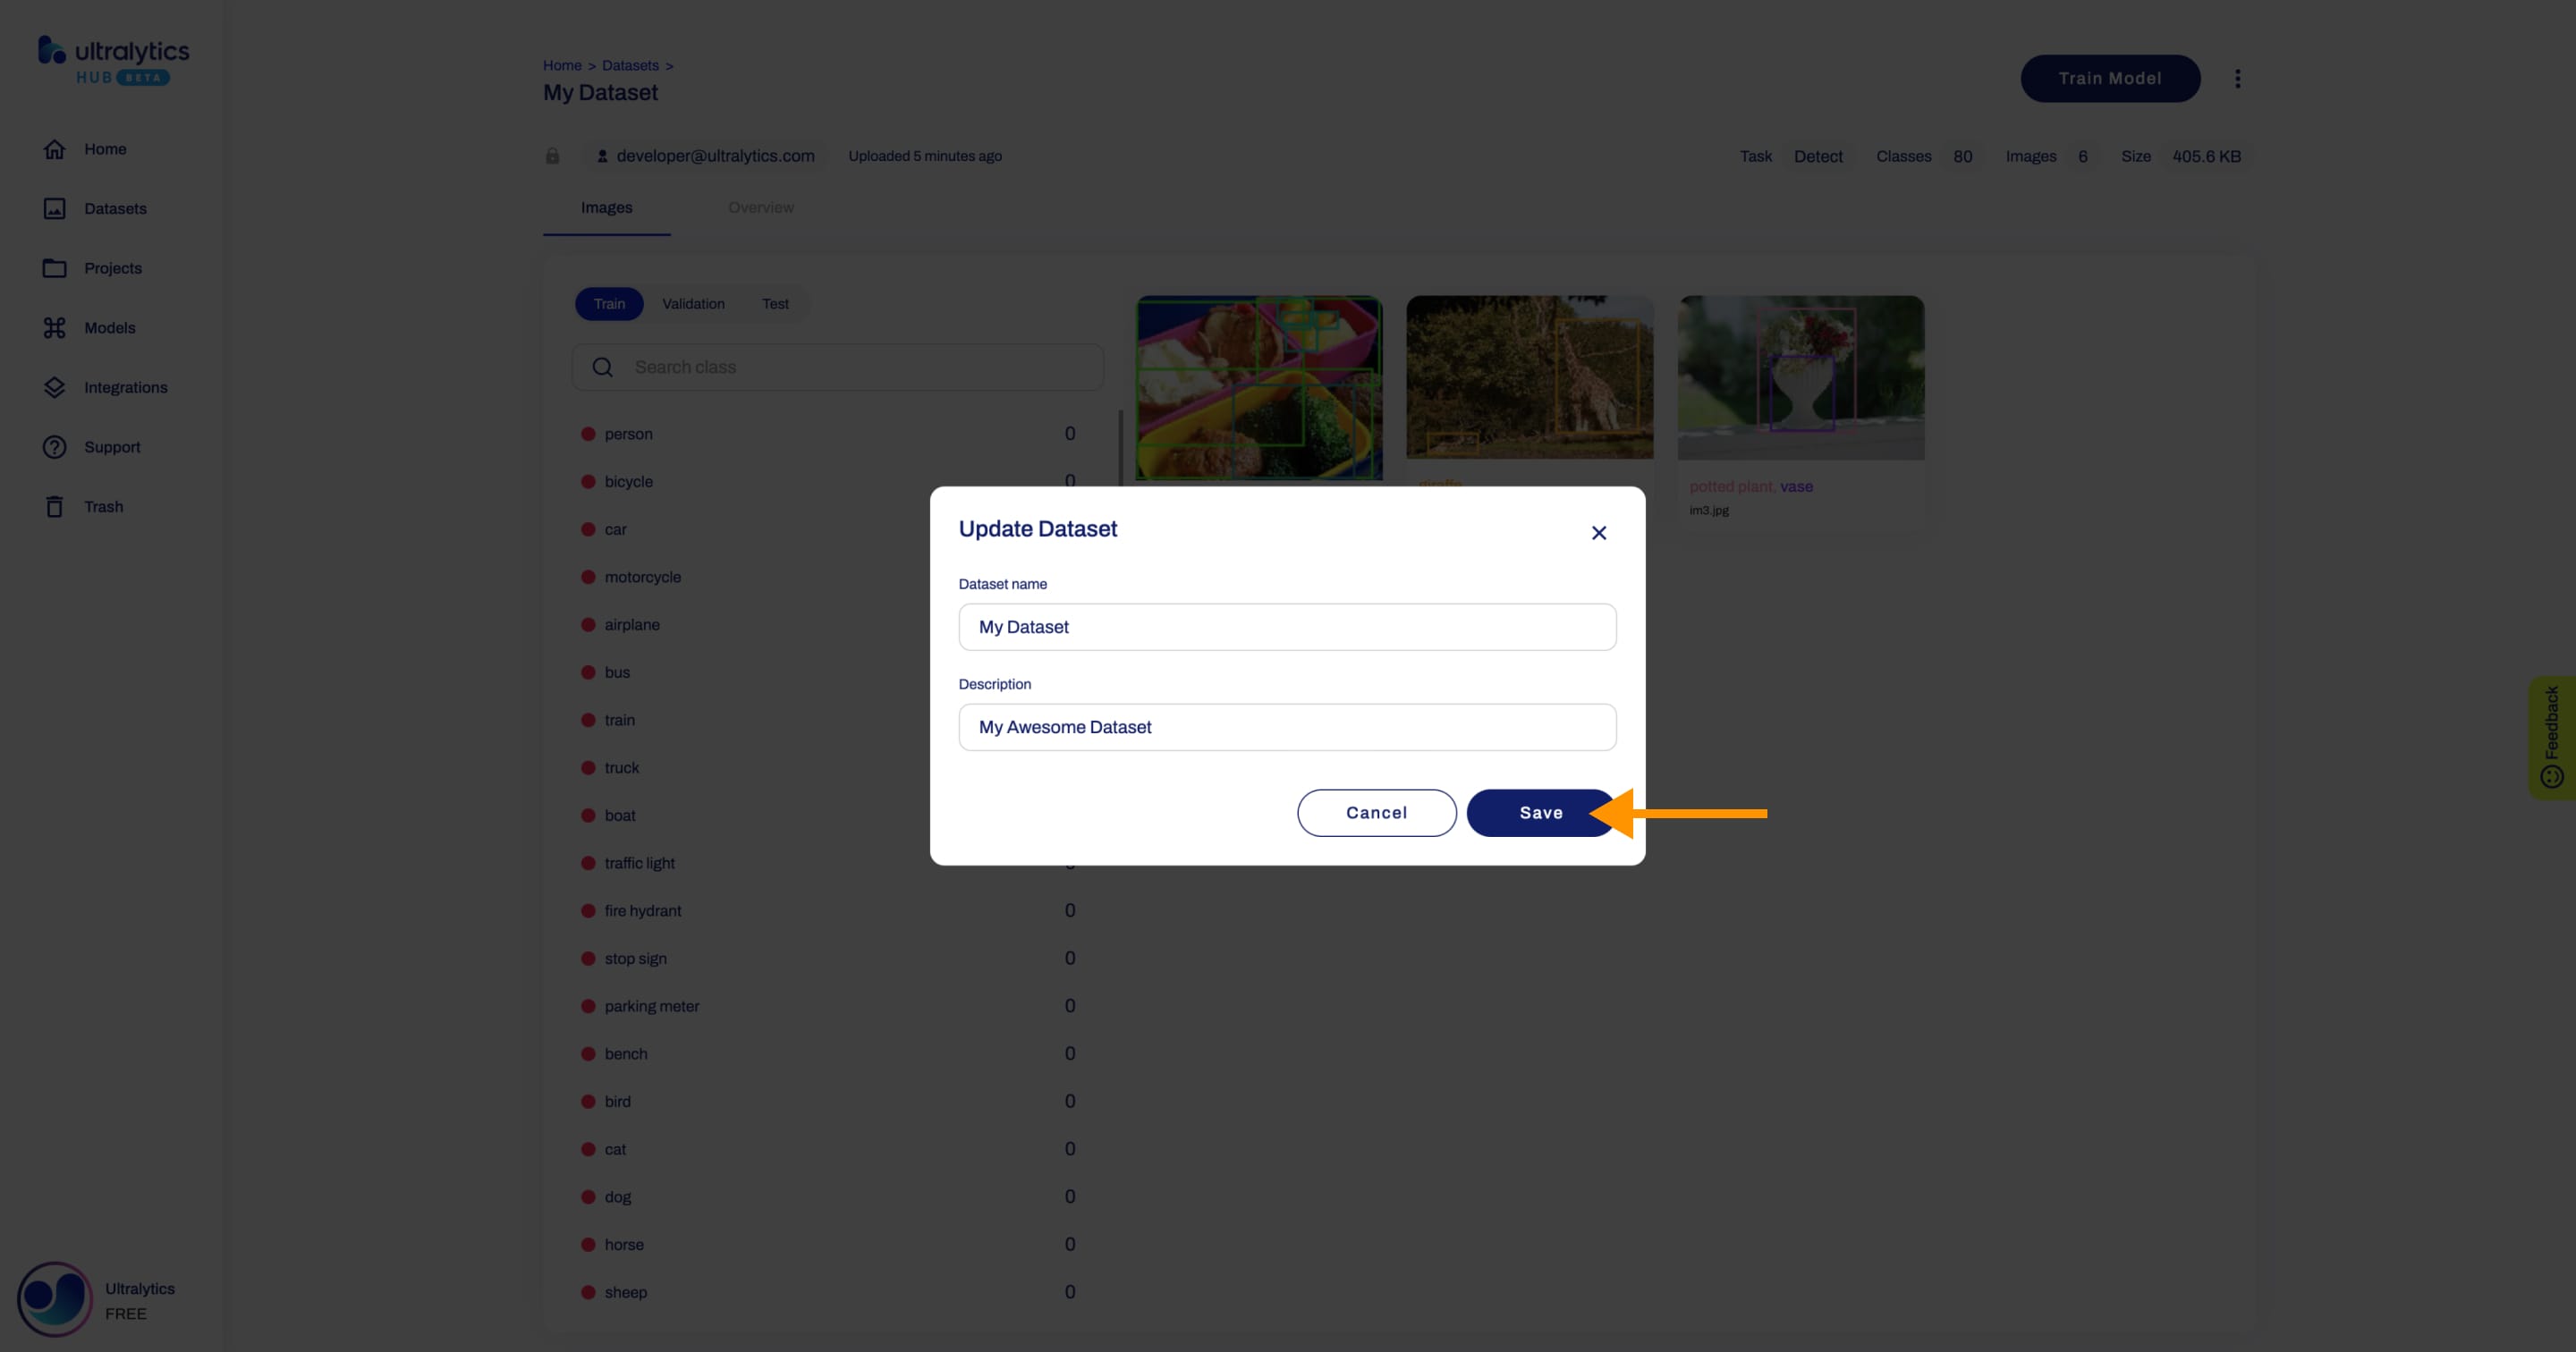 ultralytics
HUB BETA
Home
Datasets
Projects
Models
Integrations
Support
Trash
Ultralytics
FREE
Home > Datasets >
My Dataset
Train Model
developer@ultralytics.com Uploaded 5 minutes ago
Task Detect Classes 80 Images 6 Size 405.6 KB
Images Overview
Train Validation Test
Search class
person 0
bicycle 0
car
motorcycle
airplane
bus
train
truck
boat
traffic light
fire hydrant 0
stop sign 0
parking meter 0
bench 0
bird 0
cat 0
dog 0
horse 0
sheep 0
giraffe
potted plant, vase
im3.jpg
Update Dataset
Dataset name
My Dataset
Description
My Awesome Dataset
Cancel Save
Feedback